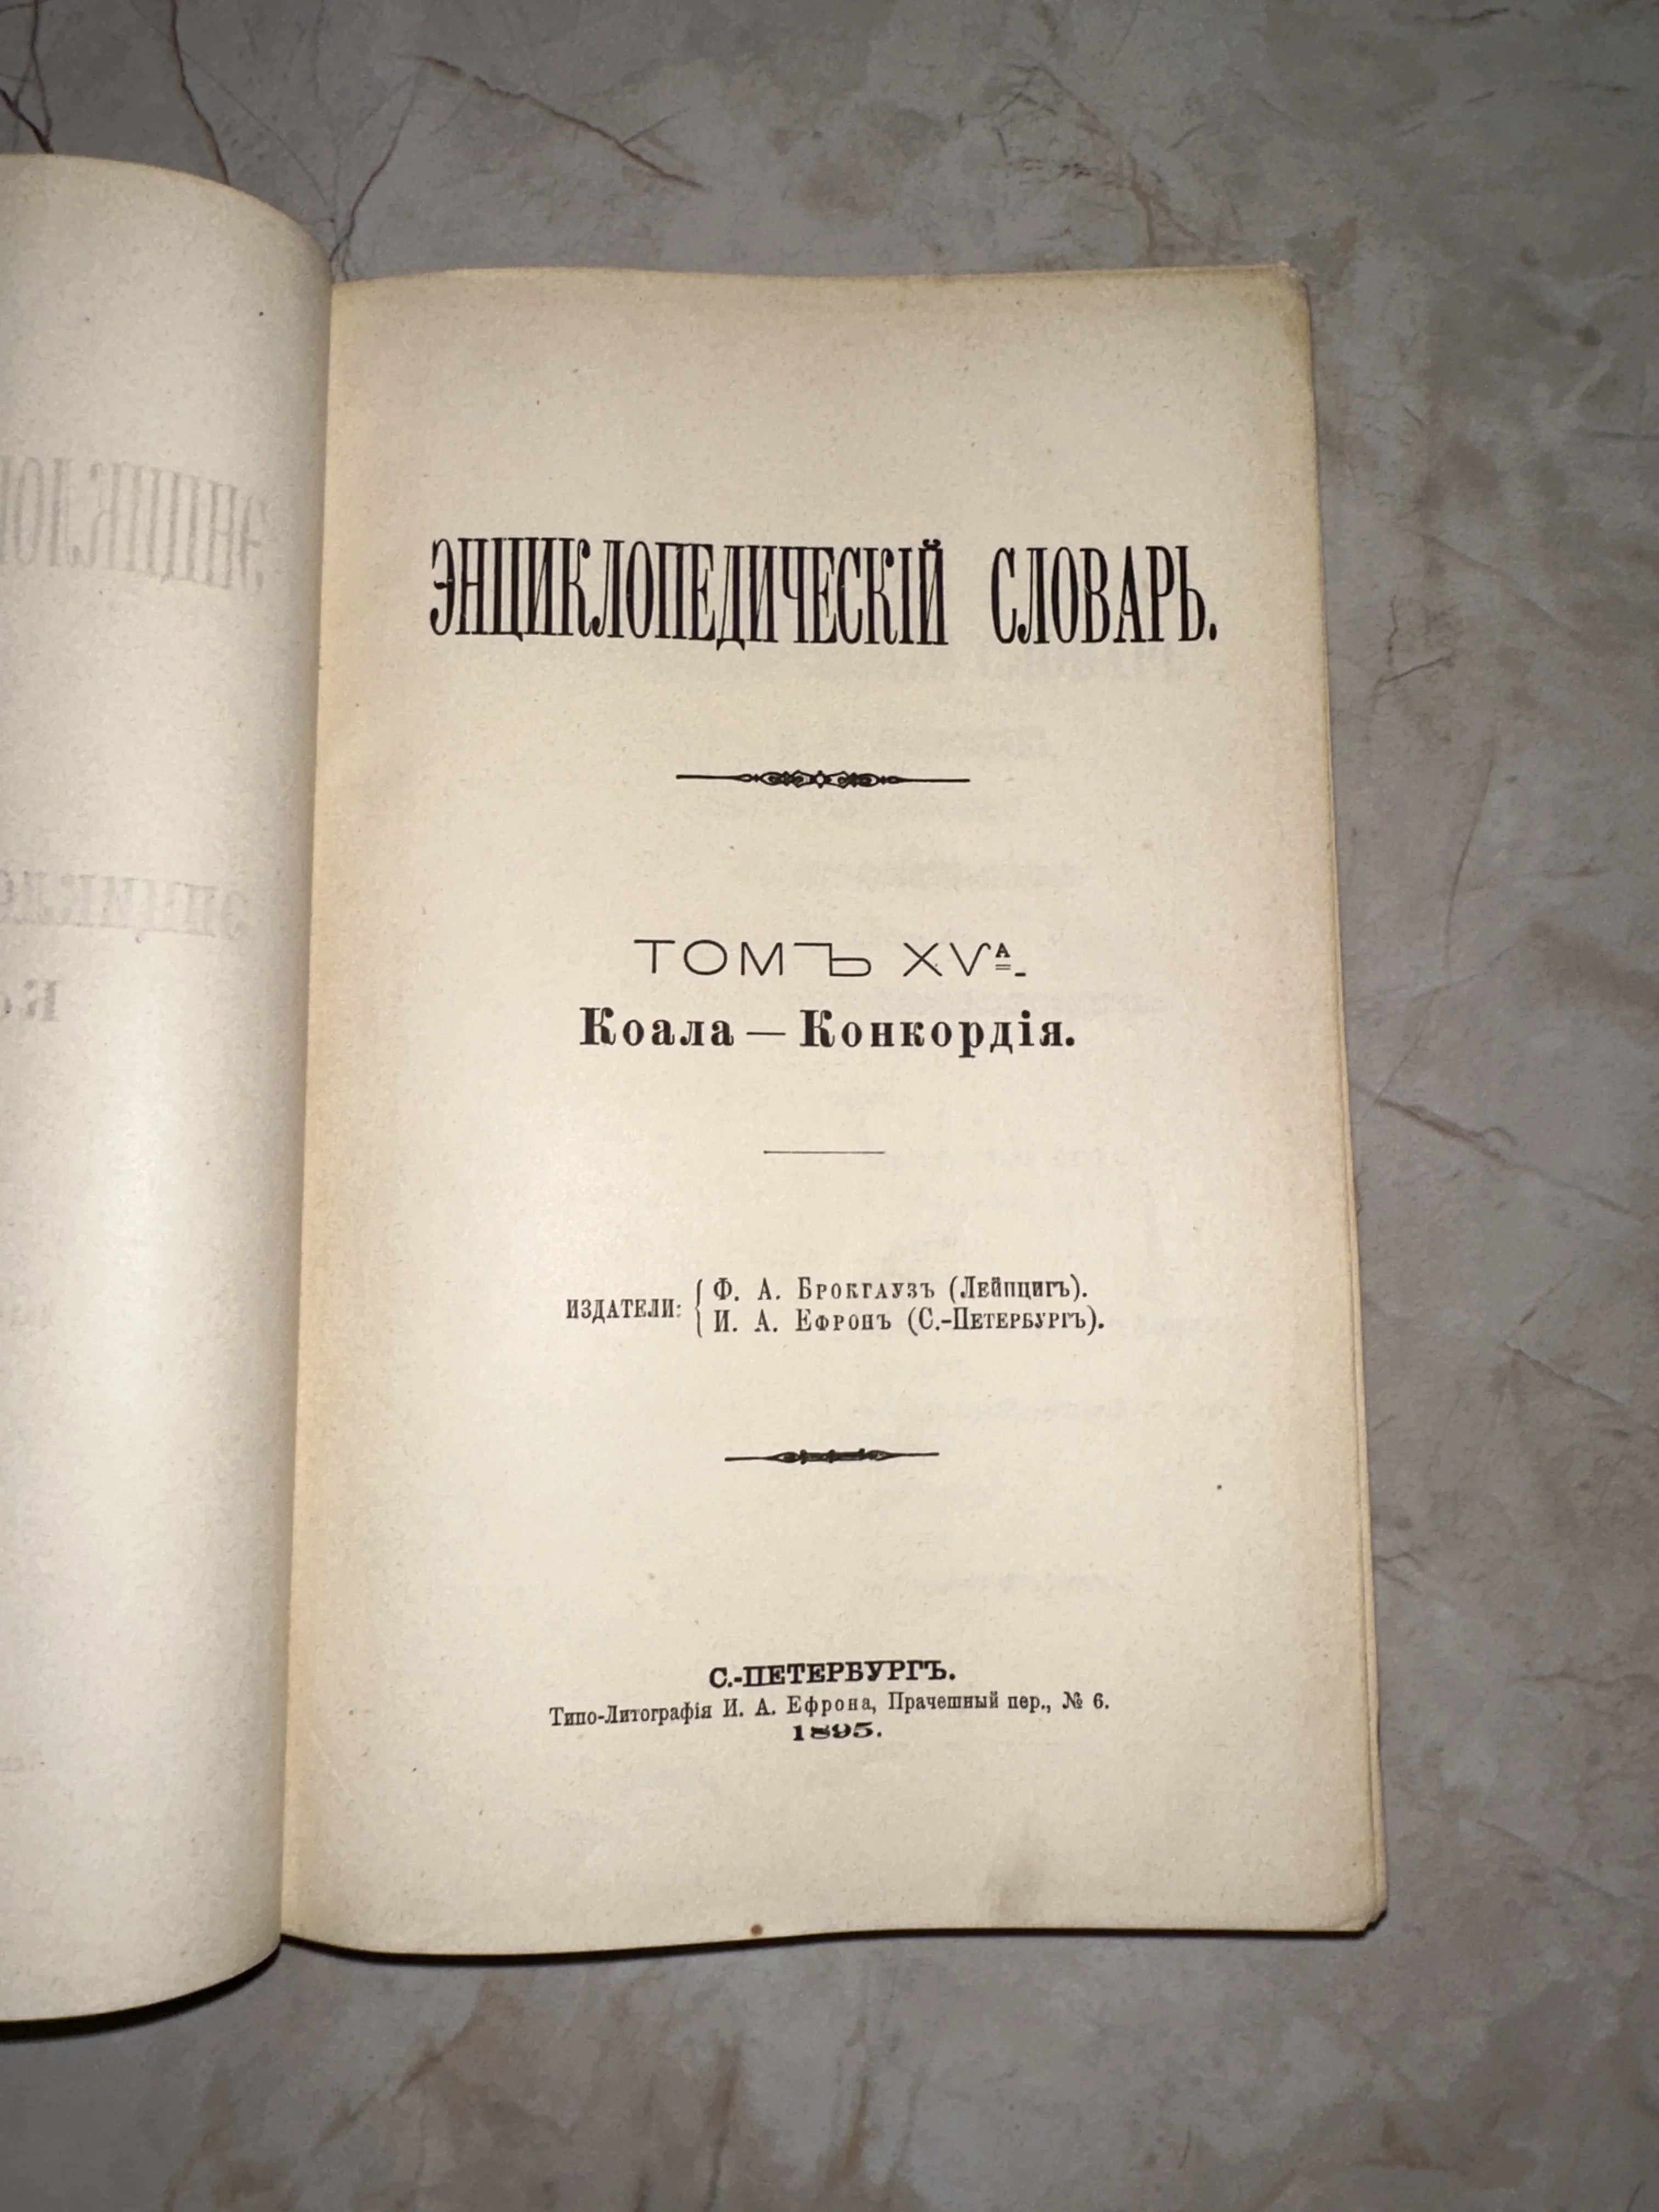 ЭНЦИКЛОПЕДИЧЕСКІЙ СЛОВАРЬ.
ТОМЪ XVА.
Коала — Конкордія.
ИЗДАТЕЛИ: { Ф. А. Брокгаузъ (Лейпцигъ).
И. А. Ефронъ (С.-Петербургъ).
С.-ПЕТЕРБУРГЪ.
Типо-Литографія И. А. Ефрона, Прачешный пер., № 6.
1895.